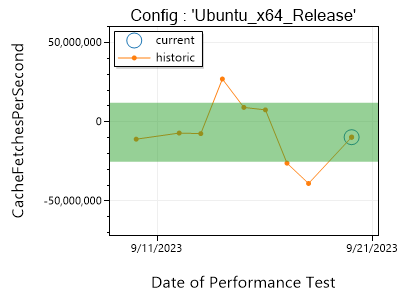 Config : 'Ubuntu_x64_Release'
50,000,000
current
historic
0
-50,000,000
CacheFetchesPerSecond
9/11/2023
9/21/2023
Date of Performance Test